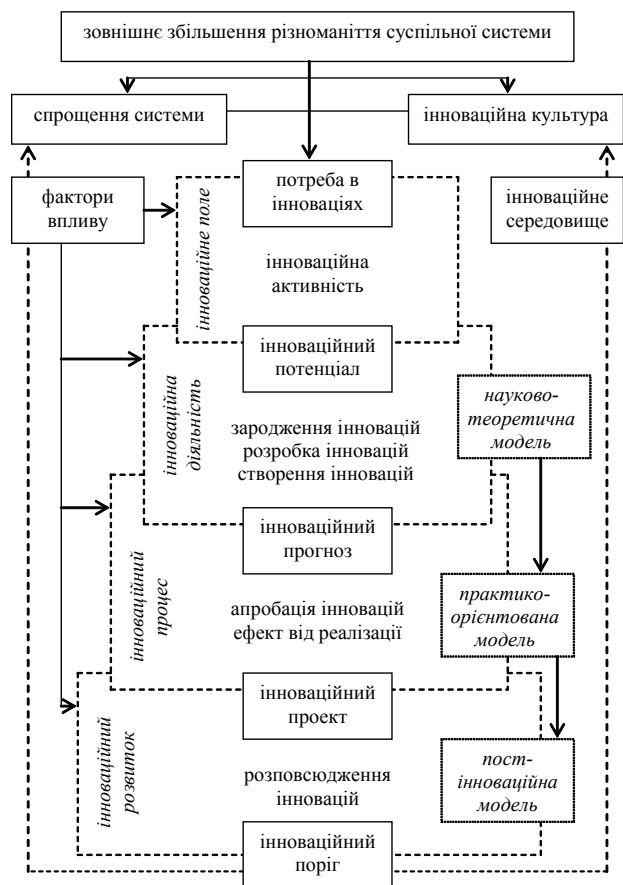 зовнішнє збільшення різноманіття суспільної системи
спрощення системи
інноваційна культура
фактори
впливу
потреба в
інноваціях
інноваційне
середовище
інноваційне поле
інноваційна
активність
інноваційний
потенціал
інноваційна
діяльність
зародження інновацій
розробка інновацій
створення інновацій
науково-
теоретична
модель
інноваційний
прогноз
інноваційний
процес
апробація інновацій
ефект від реалізації
практико-
орієнтована
модель
інноваційний
проект
інноваційний
розвиток
розповсюдження
інновацій
пост-
інноваційна
модель
інноваційний
поріг